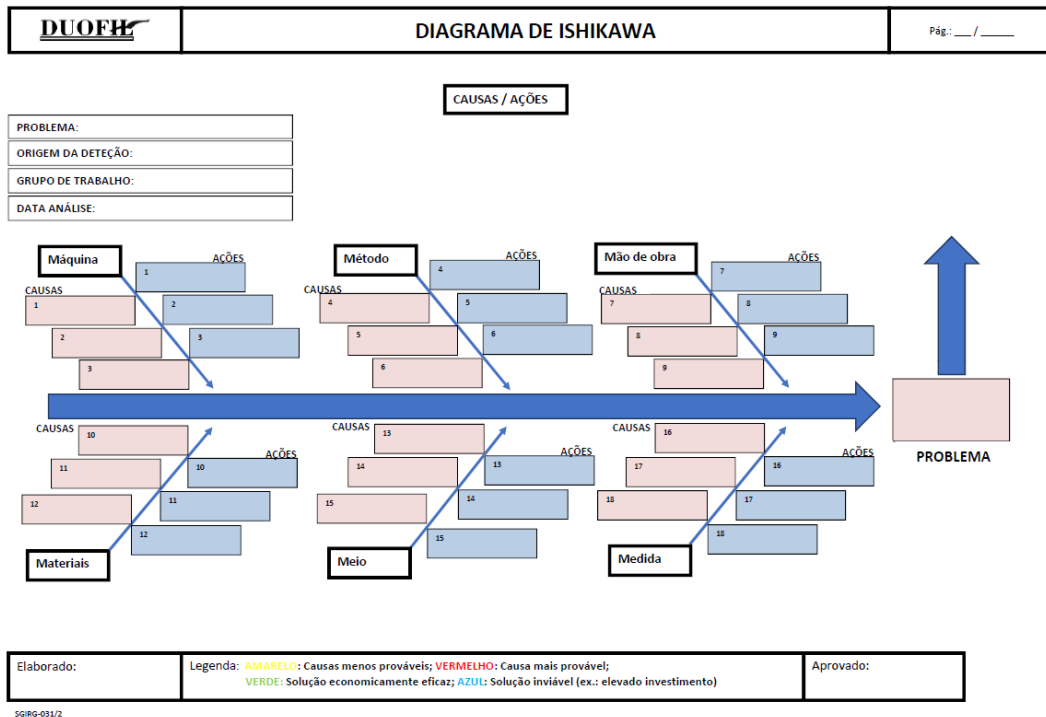 DUOFIL
DIAGRAMA DE ISHIKAWA
Pág.: ___ / _____
CAUSAS / AÇÕES
PROBLEMA:
ORIGEM DA DETEÇÃO:
GRUPO DE TRABALHO:
DATA ANÁLISE:
Máquina
AÇÕES
1
2
3
CAUSAS
1
2
3
Método
AÇÕES
4
5
6
CAUSAS
4
5
6
Mão de obra
AÇÕES
7
8
9
CAUSAS
7
8
9
CAUSAS
10
11
12
AÇÕES
10
11
12
Materiais
CAUSAS
13
14
15
AÇÕES
13
14
15
Meio
CAUSAS
16
17
18
AÇÕES
16
17
18
Medida
PROBLEMA
Elaborado:
Legenda: AMARELO: Causas menos prováveis; VERMELHO: Causa mais provável;
VERDE: Solução economicamente eficaz; AZUL: Solução inviável (ex.: elevado investimento)
Aprovado:
SGIRG-031/2